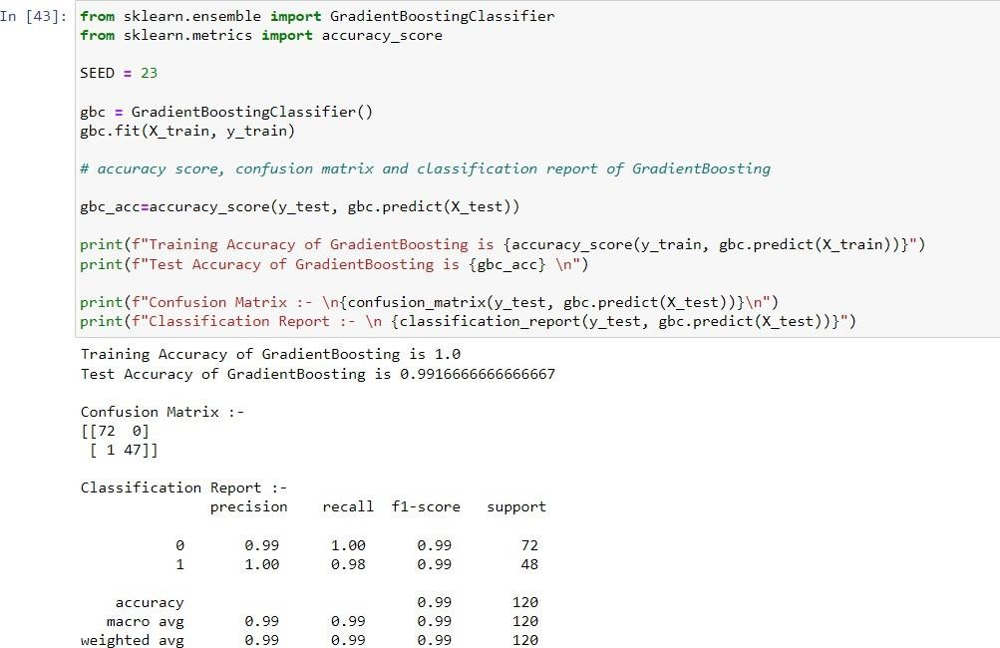 In [43]: from sklearn.ensemble import GradientBoostingClassifier
from sklearn.metrics import accuracy_score
SEED = 23
gbc = GradientBoostingClassifier()
gbc.fit(X_train, y_train)
# accuracy score, confusion matrix and classification report of GradientBoosting
gbc_acc=accuracy_score(y_test, gbc.predict(X_test))
print(f"Training Accuracy of GradientBoosting is {accuracy_score(y_train, gbc.predict(X_train))}")
print(f"Test Accuracy of GradientBoosting is {gbc_acc} \n")
print(f"Confusion Matrix :- \n{confusion_matrix(y_test, gbc.predict(X_test))}\n")
print(f"Classification Report :- \n {classification_report(y_test, gbc.predict(X_test))}")
Training Accuracy of GradientBoosting is 1.0
Test Accuracy of GradientBoosting is 0.9916666666666667
Confusion Matrix :-
[[72  0]
[ 1 47]]
Classification Report :-
precision recall f1-score support
0 0.99 1.00 0.99 72
1 1.00 0.98 0.99 48
accuracy 0.99 120
macro avg 0.99 0.99 0.99 120
weighted avg 0.99 0.99 0.99 120